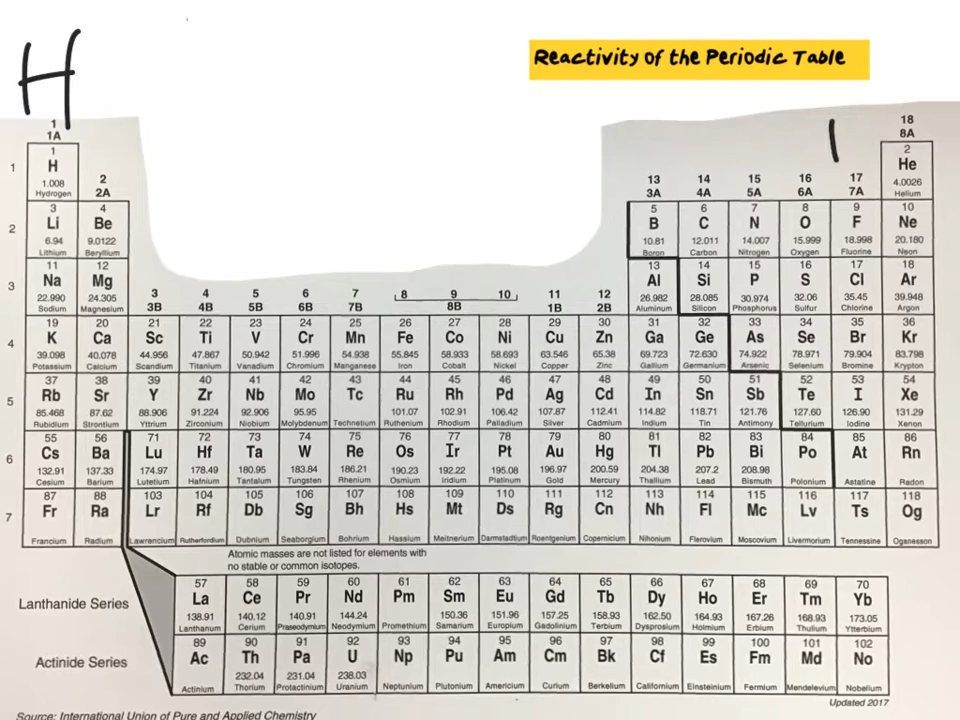 H
Reactivity of the Periodic Table
1 18
1A 8A
1 1 2
H He
1.008 2 13 14 15 16 17 4.0026
Hydrogen 2A 3A 4A 5A 6A 7A Helium
3 4 5 6 7 8 9 10
2 Li Be B C N O F Ne
6.94 9.0122 10.81 12.011 14.007 15.999 18.998 20.180
Lithium Beryllium Boron Carbon Nitrogen Oxygen Fluorine Neon
11 12 13 14 15 16 17 18
3 Na Mg Al Si P S Cl Ar
22.990 24.305 3 4 5 6 7 8 9 10 11 12 26.982 28.085 30.974 32.06 35.45 39.948
Sodium Magnesium 3B 4B 5B 6B 7B 8B 1B 2B Aluminum Silicon Phosphorus Sulfur Chlorine Argon
19 20 21 22 23 24 25 26 27 28 29 30 31 32 33 34 35 36
4 K Ca Sc Ti V Cr Mn Fe Co Ni Cu Zn Ga Ge As Se Br Kr
39.098 40.078 44.956 47.867 50.942 51.996 54.938 55.845 58.933 58.693 63.546 65.38 69.723 72.630 74.922 78.971 79.904 83.798
Potassium Calcium Scandium Titanium Vanadium Chromium Manganese Iron Cobalt Nickel Copper Zinc Gallium Germanium Arsenic Selenium Bromine Krypton
37 38 39 40 41 42 43 44 45 46 47 48 49 50 51 52 53 54
5 Rb Sr Y Zr Nb Mo Tc Ru Rh Pd Ag Cd In Sn Sb Te I Xe
85.468 87.62 88.906 91.224 92.906 95.95 101.07 102.91 106.42 107.87 112.41 114.82 118.71 121.76 127.60 126.90 131.29
Rubidium Strontium Yttrium Zirconium Niobium Molybdenum Technetium Ruthenium Rhodium Palladium Silver Cadmium Indium Tin Antimony Tellurium Iodine Xenon
55 56 71 72 73 74 75 76 77 78 79 80 81 82 83 84 85 86
6 Cs Ba Lu Hf Ta W Re Os Ir Pt Au Hg Tl Pb Bi Po At Rn
132.91 137.33 174.97 178.49 180.95 183.84 186.21 190.23 192.22 195.08 196.97 200.59 204.38 207.2 208.98
Cesium Barium Lutetium Hafnium Tantalum Tungsten Rhenium Osmium Iridium Platinum Gold Mercury Thallium Lead Bismuth Polonium Astatine Radon
87 88 103 104 105 106 107 108 109 110 111 112 113 114 115 116 117 118
7 Fr Ra Lr Rf Db Sg Bh Hs Mt Ds Rg Cn Nh Fl Mc Lv Ts Og
Francium Radium Lawrencium Rutherfordium Dubnium Seaborgium Bohrium Hassium Meitnerium Darmstadtium Roentgenium Copernicium Nihonium Flerovium Moscovium Livermorium Tennessine Oganesson
Atomic masses are not listed for elements with
no stable or common isotopes.
57 58 59 60 61 62 63 64 65 66 67 68 69 70
Lanthanide Series La Ce Pr Nd Pm Sm Eu Gd Tb Dy Ho Er Tm Yb
138.91 140.12 140.91 144.24 150.36 151.96 157.25 158.93 162.50 164.93 167.26 168.93 173.05
Lanthanum Cerium Praseodymium Neodymium Promethium Samarium Europium Gadolinium Terbium Dysprosium Holmium Erbium Thulium Ytterbium
89 90 91 92 93 94 95 96 97 98 99 100 101 102
Actinide Series Ac Th Pa U Np Pu Am Cm Bk Cf Es Fm Md No
232.04 231.04 238.03
Actinium Thorium Protactinium Uranium Neptunium Plutonium Americium Curium Berkelium Californium Einsteinium Fermium Mendelevium Nobelium
Updated 2017
Source: International Union of Pure and Applied Chemistry